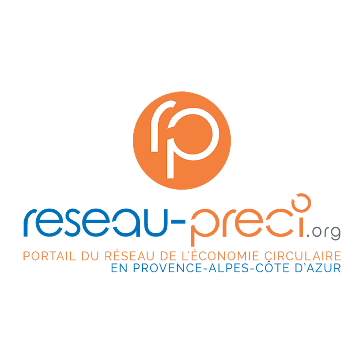 rp
reseau-preci.org
PORTAIL DU RÉSEAU DE L'ÉCONOMIE CIRCULAIRE
EN PROVENCE-ALPES-CÔTE D'AZUR